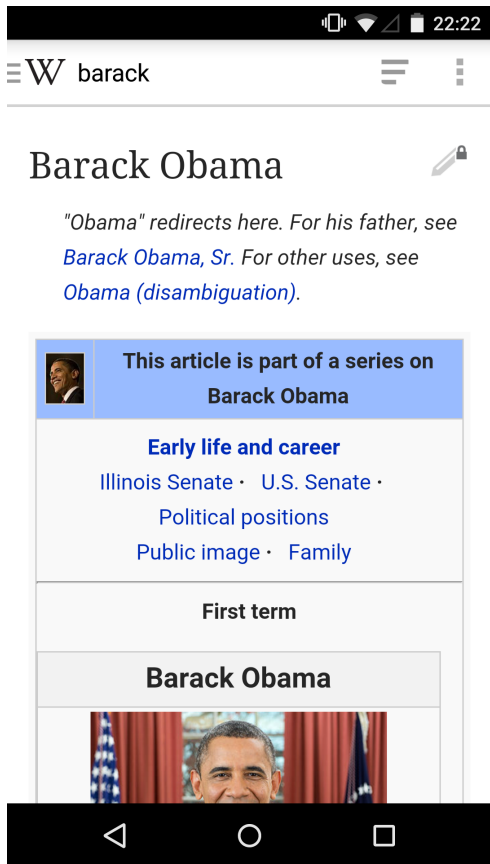 22:22
W barack
Barack Obama
"Obama" redirects here. For his father, see
Barack Obama, Sr. For other uses, see
Obama (disambiguation).
This article is part of a series on
Barack Obama
Early life and career
Illinois Senate · U.S. Senate ·
Political positions
Public image · Family
First term
Barack Obama